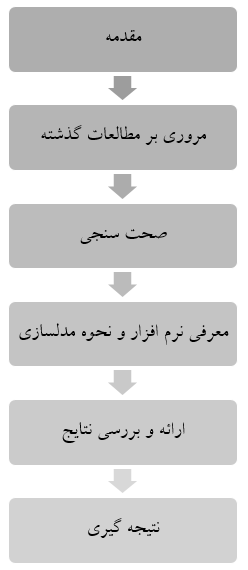 مقدمه
مروری بر مطالعات گذشته
صحت سنجی
معرفی نرم افزار و نحوه مدلسازی
ارائه و بررسی نتایج
نتیجه گیری